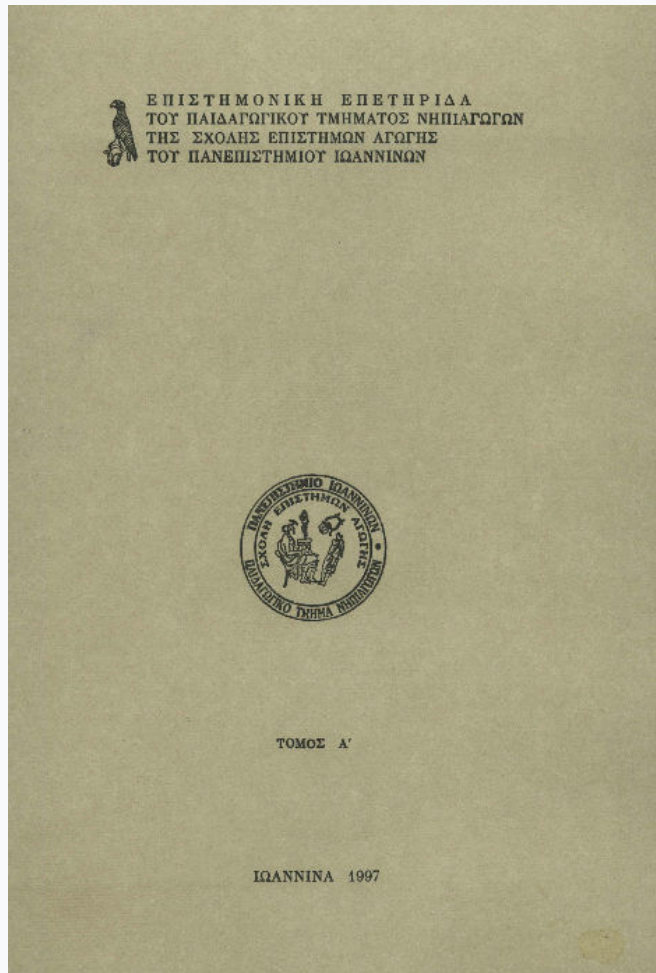 ΕΠΙΣΤΗΜΟΝΙΚΗ ΕΠΕΤΗΡΙΔΑ
ΤΟΥ ΠΑΙΔΑΓΩΓΙΚΟΥ ΤΜΗΜΑΤΟΣ ΝΗΠΙΑΓΩΓΩΝ
ΤΗΣ ΣΧΟΛΗΣ ΕΠΙΣΤΗΜΩΝ ΑΓΩΓΗΣ
ΤΟΥ ΠΑΝΕΠΙΣΤΗΜΙΟΥ ΙΩΑΝΝΙΝΩΝ
ΠΑΝΕΠΙΣΤΗΜΙΟ ΙΩΑΝΝΙΝΩΝ
ΣΧΟΛΗ ΕΠΙΣΤΗΜΩΝ ΑΓΩΓΗΣ
ΠΑΙΔΑΓΩΓΙΚΟ ΤΜΗΜΑ ΝΗΠΙΑΓΩΓΩΝ
ΤΟΜΟΣ Α΄
ΙΩΑΝΝΙΝΑ 1997